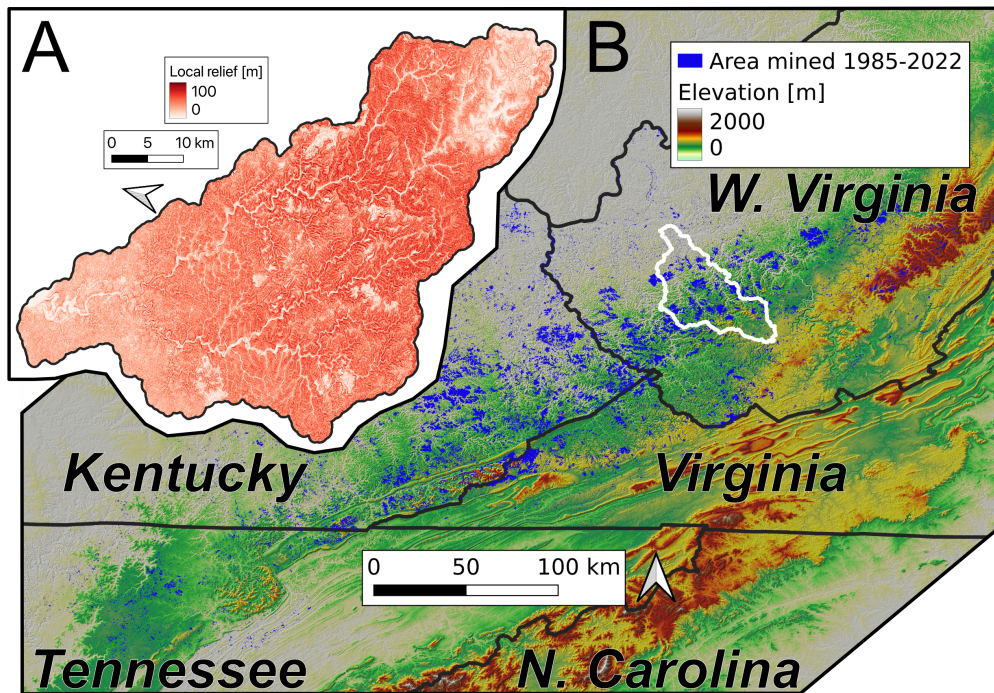 A
Local relief [m]
100
0
0 5 10 km
B
Area mined 1985-2022
Elevation [m]
2000
0
W. Virginia
Kentucky
Virginia
0 50 100 km
Tennessee
N. Carolina